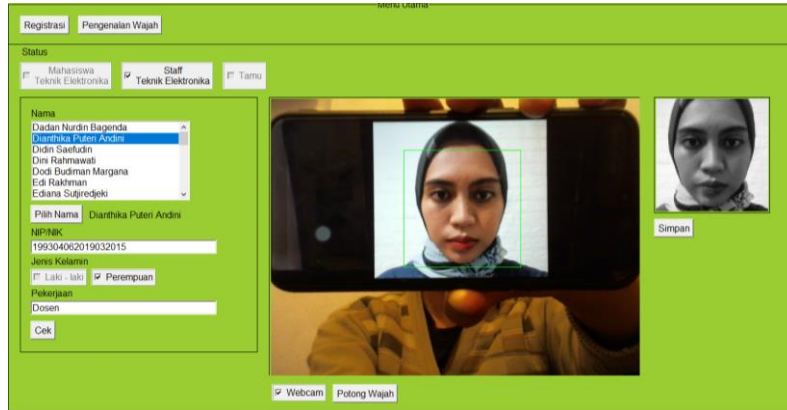 Menu Utama
Registrasi
Pengenalan Wajah
Status
Mahasiswa
Teknik Elektronika
Staff
Teknik Elektronika
Tamu
Nama
Dadan Nurdin Bagenda
Dianthika Puteri Andini
Didin Saefudin
Dini Rahmawati
Dodi Budiman Margana
Edi Rakhman
Ediana Sutjiredjeki
Pilih Nama
Dianthika Puteri Andini
NIP/NIK
199304062019032015
Jenis Kelamin
Laki - laki
Perempuan
Pekerjaan
Dosen
Cek
Simpan
Webcam
Potong Wajah